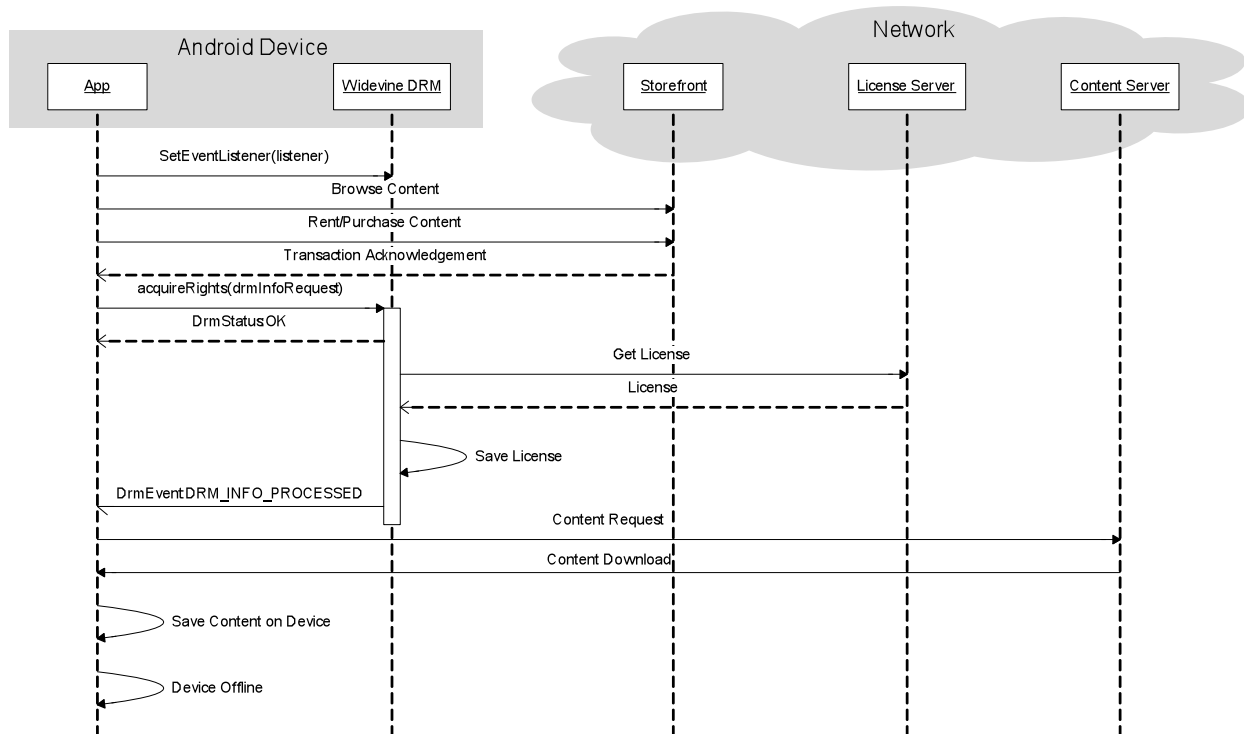 Android Device
Network
App
Widevine DRM
Storefront
License Server
Content Server
SetEventListener(listener)
Browse Content
Rent/Purchase Content
Transaction Acknowledgement
acquireRights(drmInfoRequest)
DrmStatus:OK
Get License
License
Save License
DrmEventDRM_INFO_PROCESSED
Content Request
Content Download
Save Content on Device
Device Offline